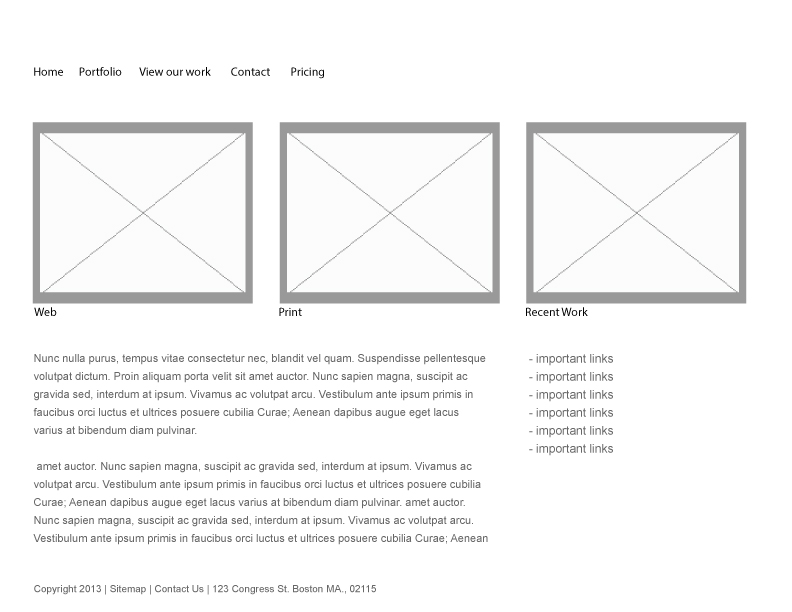 Home Portfolio View our work Contact Pricing
Web Print Recent Work
Nunc nulla purus, tempus vitae consectetur nec, blandit vel quam. Suspendisse pellentesque
volutpat dictum. Proin aliquam porta velit sit amet auctor. Nunc sapien magna, suscipit ac
gravida sed, interdum at ipsum. Vivamus ac volutpat arcu. Vestibulum ante ipsum primis in
faucibus orci luctus et ultrices posuere cubilia Curae; Aenean dapibus augue eget lacus
varius at bibendum diam pulvinar.
amet auctor. Nunc sapien magna, suscipit ac gravida sed, interdum at ipsum. Vivamus ac
volutpat arcu. Vestibulum ante ipsum primis in faucibus orci luctus et ultrices posuere cubilia
Curae; Aenean dapibus augue eget lacus varius at bibendum diam pulvinar. amet auctor.
Nunc sapien magna, suscipit ac gravida sed, interdum at ipsum. Vivamus ac volutpat arcu.
Vestibulum ante ipsum primis in faucibus orci luctus et ultrices posuere cubilia Curae; Aenean
- important links
- important links
- important links
- important links
- important links
- important links
Copyright 2013 | Sitemap | Contact Us | 123 Congress St. Boston MA., 02115